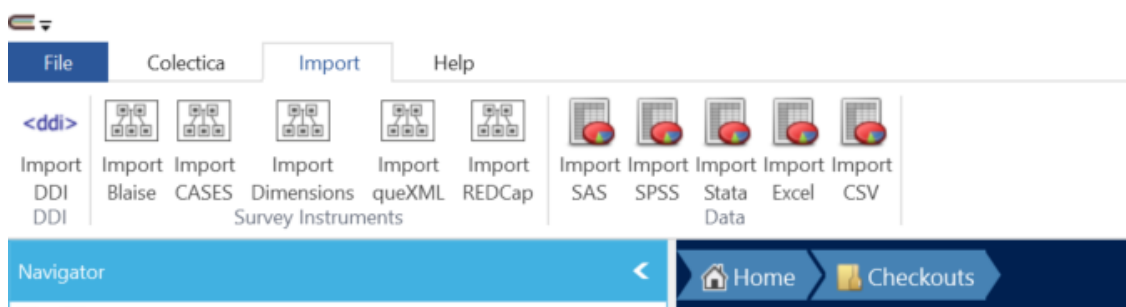 File Colectica Import Help
<ddi>
Import DDI
Import Blaise
Import CASES
Import Dimensions
Import queXML
Import REDCap
Import SAS
Import SPSS
Import Stata
Import Excel
Import CSV
DDI
Survey Instruments
Data
Navigator
Home
Checkouts